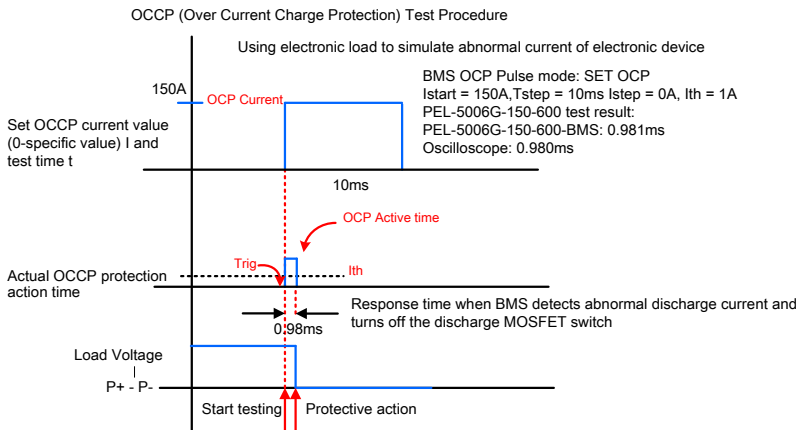 OCCP (Over Current Charge Protection) Test Procedure
Using electronic load to simulate abnormal current of electronic device
BMS OCP Pulse mode: SET OCP
Istart = 150A,Tstep = 10ms Istep = 0A, Ith = 1A
PEL-5006G-150-600 test result:
PEL-5006G-150-600-BMS: 0.981ms
Oscilloscope: 0.980ms
150A
OCP Current
Set OCCP current value
(0-specific value) I and
test time t
10ms
OCP Active time
Trig
Ith
Actual OCCP protection
action time
Response time when BMS detects abnormal discharge current and
turns off the discharge MOSFET switch
0.98ms
Load Voltage
P+ - P-
Start testing
Protective action